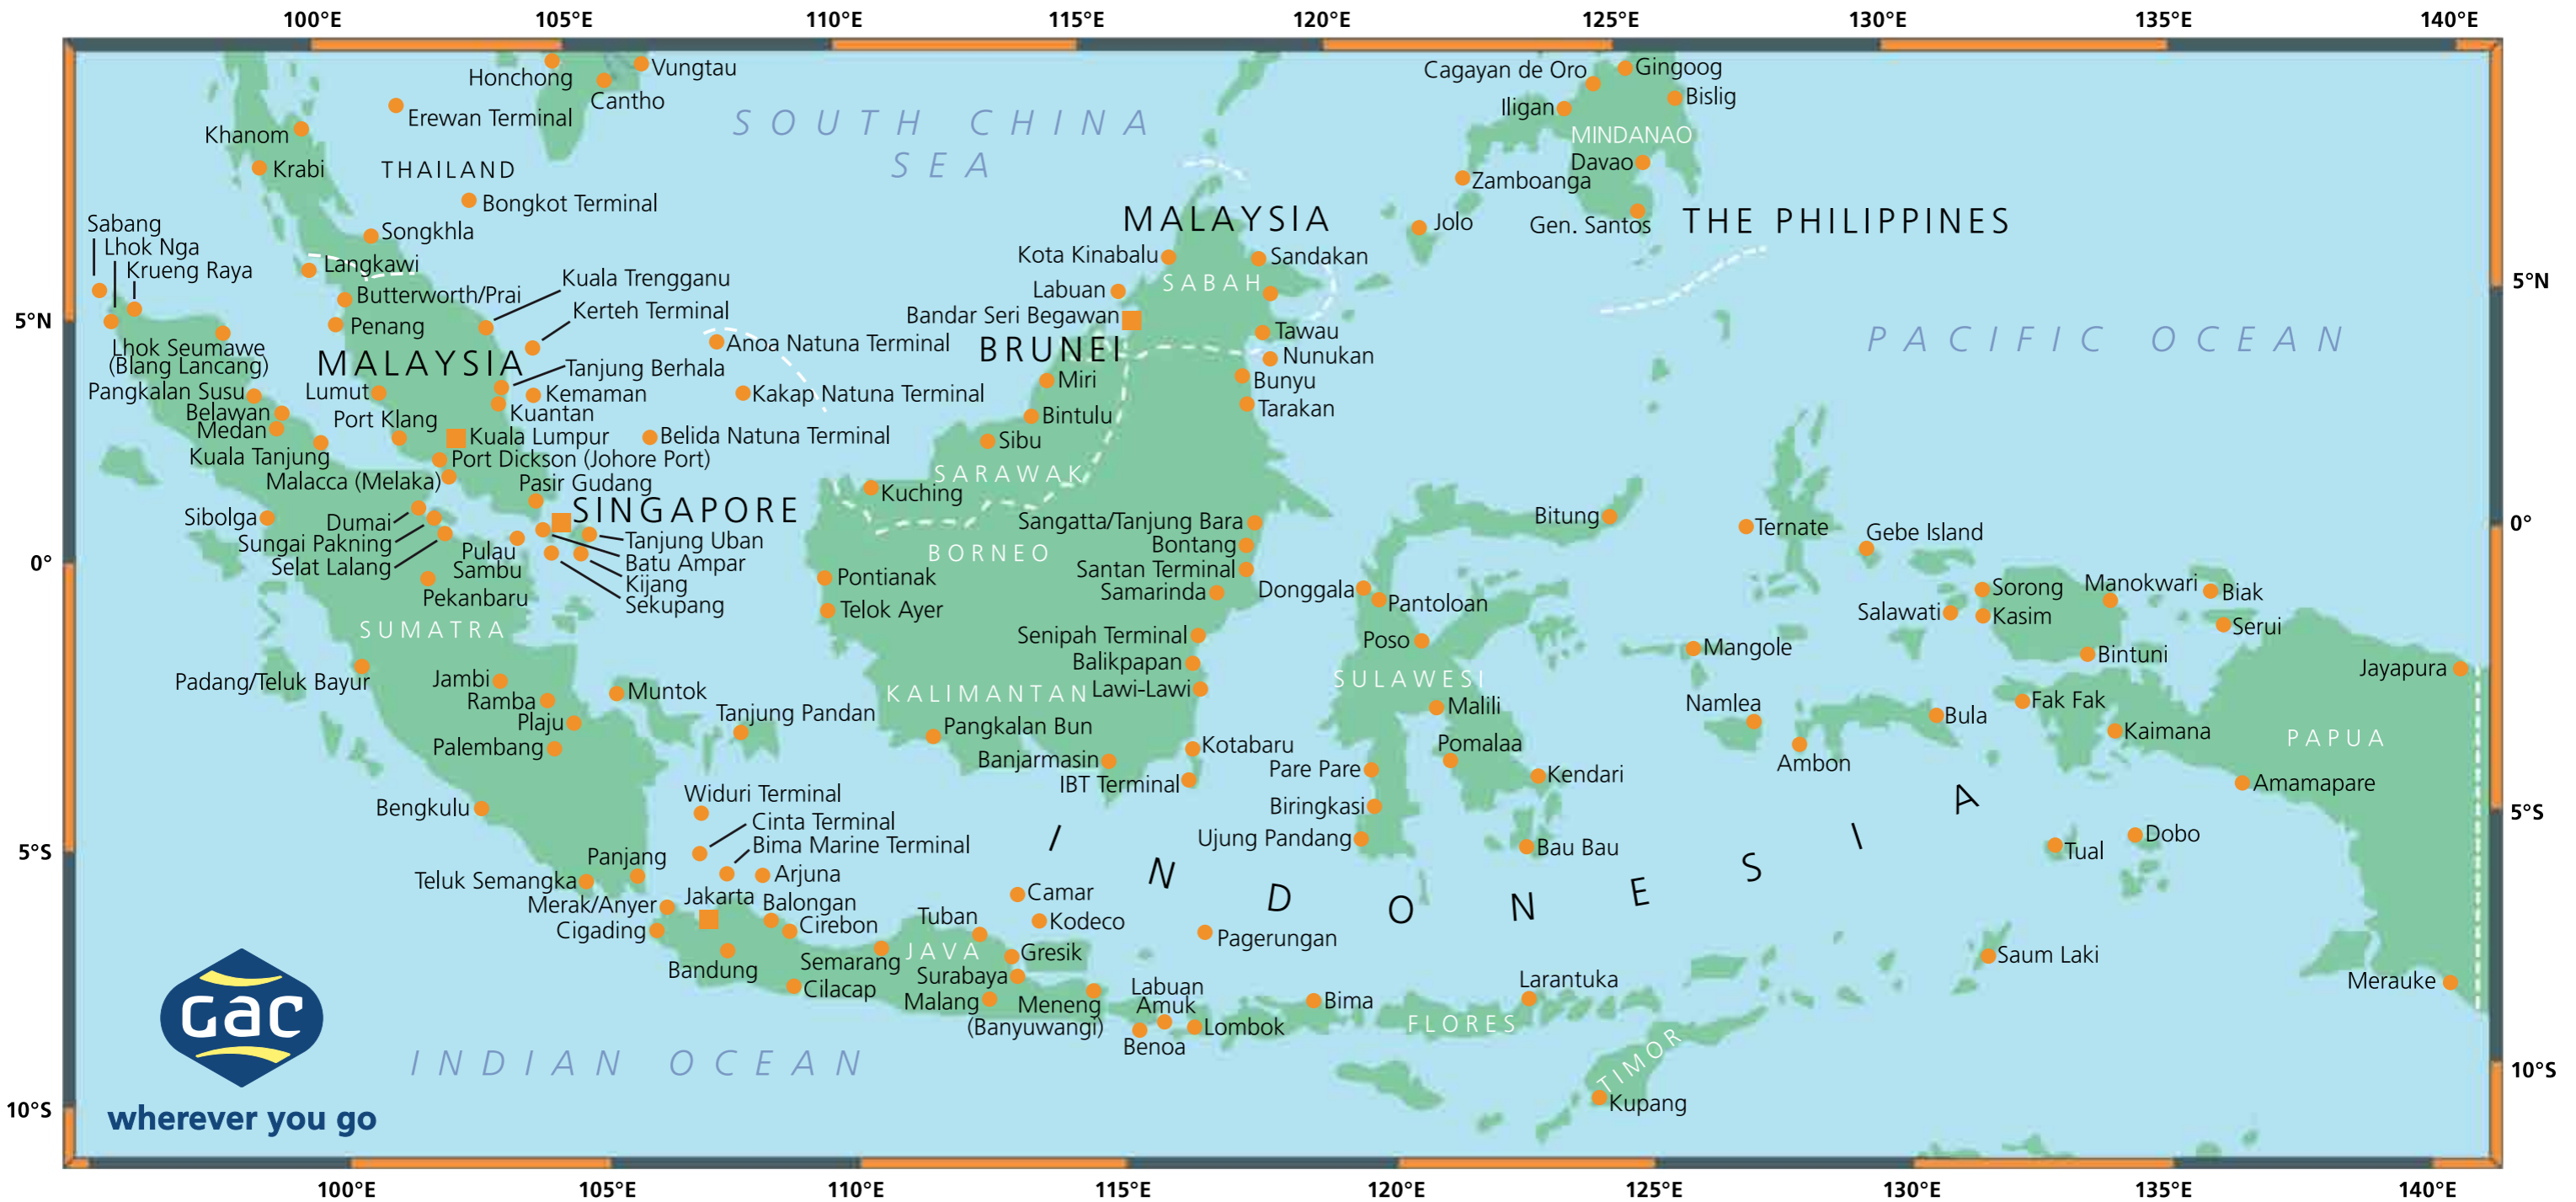 100°E 105°E 110°E 115°E 120°E 125°E 130°E 135°E 140°E
Honchong
Vungtau
Cantho
Erewan Terminal
Khanom
Krabi
THAILAND
Bongkot Terminal
Songkhla
SOUTH CHINA
SEA
Cagayan de Oro
Gingoog
Iligan
Bislig
MINDANAO
Davao
Zamboanga
Jolo
Gen. Santos
THE PHILIPPINES
Sabang
Lhok Nga
Krueng Raya
Langkawi
Butterworth/Prai
Penang
Kuala Trengganu
Kerteh Terminal
MALAYSIA
Kota Kinabalu
Sandakan
SABAH
Labuan
Bandar Seri Begawan
BRUNEI
Tawau
Nunukan
Bunyu
Tarakan
Miri
Bintulu
Sibu
SARAWAK
Kuching
PACIFIC OCEAN
5°N
5°N
Lhok Seumawe
(Blang Lancang)
MALAYSIA
Anoa Natuna Terminal
Tanjung Berhala
Kakap Natuna Terminal
Pangkalan Susu
Lumut
Kemaman
Belawan
Port Klang
Kuantan
Medan
Kuala Lumpur
Belida Natuna Terminal
Kuala Tanjung
Port Dickson (Johore Port)
Malacca (Melaka)
Pasir Gudang
SINGAPORE
Sibolga
Dumai
Sungai Pakning
Selat Lalang
Pulau
Sambu
Tanjung Uban
Batu Ampar
Kijang
Sekupang
Pekanbaru
0°
0°
SUMATRA
Padang/Teluk Bayur
Jambi
Ramba
Plaju
Palembang
Muntok
Tanjung Pandan
Bengkulu
BORNEO
Pontianak
Telok Ayer
Sangatta/Tanjung Bara
Bontang
Santan Terminal
Samarinda
Senipah Terminal
Balikpapan
Lawi-Lawi
KALIMANTAN
Pangkalan Bun
Banjarmasin
Kotabaru
IBT Terminal
Bitung
Ternate
Gebe Island
Donggala
Pantoloan
Poso
SULAWESI
Malili
Pomalaa
Pare Pare
Kendari
Biringkasi
Ujung Pandang
Bau Bau
Mangole
Namlea
Ambon
Bula
Sorong
Manokwari
Biak
Salawati
Kasim
Serui
Bintuni
Jayapura
Fak Fak
Kaimana
PAPUA
Amamapare
Tual
Dobo
Saum Laki
Merauke
INDONESIA
5°S
5°S
Widuri Terminal
Cinta Terminal
Bima Marine Terminal
Panjang
Teluk Semangka
Arjuna
Jakarta
Balongan
Merak/Anyer
Cirebon
Cigading
Bandung
Semarang
JAVA
Cilacap
Tuban
Camar
Kodeco
Gresik
Surabaya
Malang
Meneng
(Banyuwangi)
Pagerungan
Labuan
Amuk
Lombok
Benoa
Bima
Larantuka
FLORES
TIMOR
Kupang
INDIAN OCEAN
10°S
10°S
GAC
wherever you go
100°E 105°E 110°E 115°E 120°E 125°E 130°E 135°E 140°E